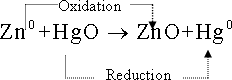 Oxidation
Zn⁰+HgO → ZnO+Hg⁰
Reduction